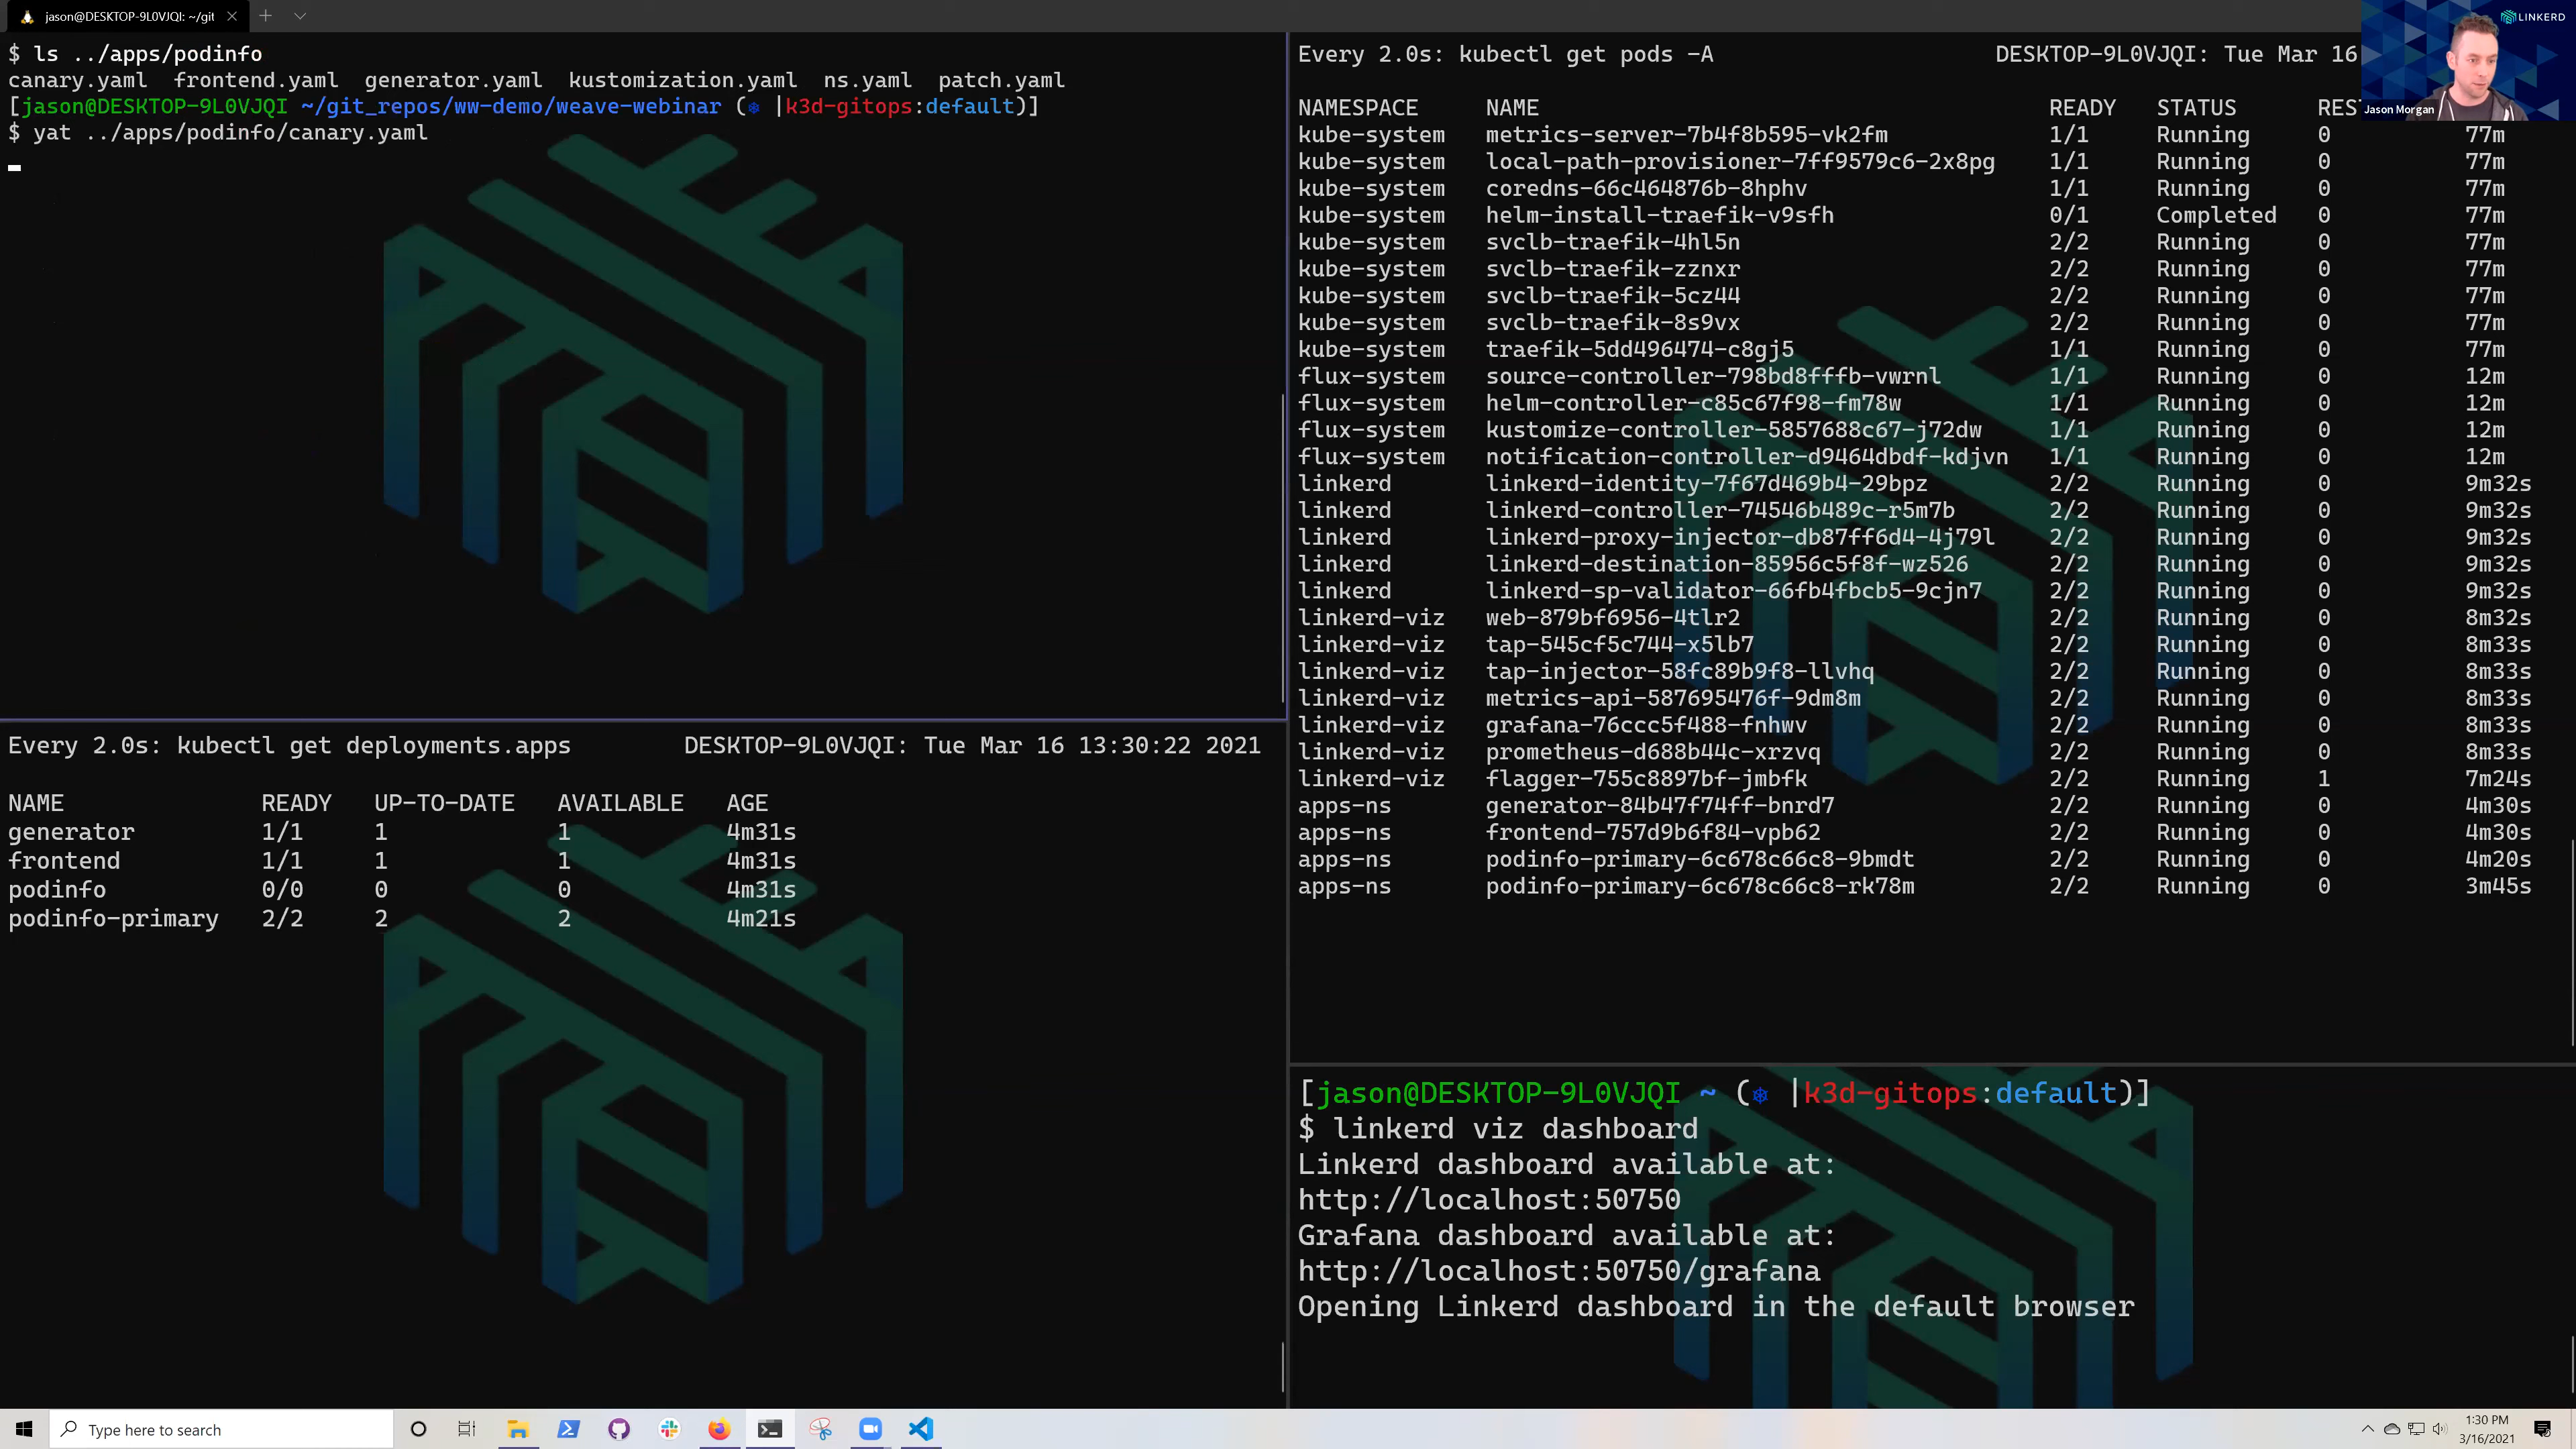 jason@DESKTOP-9L0VJQI: ~/git
$ ls ../apps/podinfo
canary.yaml frontend.yaml generator.yaml kustomization.yaml ns.yaml patch.yaml
[jason@DESKTOP-9L0VJQI ~/git_repos/ww-demo/weave-webinar (⎈ |k3d-gitops:default)]
$ yat ../apps/podinfo/canary.yaml
Every 2.0s: kubectl get deployments.apps DESKTOP-9L0VJQI: Tue Mar 16 13:30:22 2021
NAME READY UP-TO-DATE AVAILABLE AGE
generator 1/1 1 1 4m31s
frontend 1/1 1 1 4m31s
podinfo 0/0 0 0 4m31s
podinfo-primary 2/2 2 2 4m21s
Every 2.0s: kubectl get pods -A DESKTOP-9L0VJQI: Tue Mar 16
NAMESPACE NAME READY STATUS REST
kube-system metrics-server-7b4f8b595-vk2fm 1/1 Running 0 77m
kube-system local-path-provisioner-7ff9579c6-2x8pg 1/1 Running 0 77m
kube-system coredns-66c464876b-8hphv 1/1 Running 0 77m
kube-system helm-install-traefik-v9sfh 0/1 Completed 0 77m
kube-system svclb-traefik-4hl5n 2/2 Running 0 77m
kube-system svclb-traefik-zznxr 2/2 Running 0 77m
kube-system svclb-traefik-5cz44 2/2 Running 0 77m
kube-system svclb-traefik-8s9vx 2/2 Running 0 77m
kube-system traefik-5dd496474-c8gj5 1/1 Running 0 77m
flux-system source-controller-798bd8fffb-vwrnl 1/1 Running 0 12m
flux-system helm-controller-c85c67f98-fm78w 1/1 Running 0 12m
flux-system kustomize-controller-5857688c67-j72dw 1/1 Running 0 12m
flux-system notification-controller-d9464dbdf-kdjvn 1/1 Running 0 12m
linkerd linkerd-identity-7f67d469b4-29bpz 2/2 Running 0 9m32s
linkerd linkerd-controller-74546b489c-r5m7b 2/2 Running 0 9m32s
linkerd linkerd-proxy-injector-db87ff6d4-4j79l 2/2 Running 0 9m32s
linkerd linkerd-destination-85956c5f8f-wz526 2/2 Running 0 9m32s
linkerd linkerd-sp-validator-66fb4fbcb5-9cjn7 2/2 Running 0 9m32s
linkerd-viz web-879bf6956-4tlr2 2/2 Running 0 8m32s
linkerd-viz tap-545cf5c744-x5lb7 2/2 Running 0 8m33s
linkerd-viz tap-injector-58fc89b9f8-llvhq 2/2 Running 0 8m33s
linkerd-viz metrics-api-587695476f-9dm8m 2/2 Running 0 8m33s
linkerd-viz grafana-76ccc5f488-fnhwv 2/2 Running 0 8m33s
linkerd-viz prometheus-d688b44c-xrzvq 2/2 Running 0 8m33s
linkerd-viz flagger-755c8897bf-jmbfk 2/2 Running 1 7m24s
apps-ns generator-84b47f74ff-bnrd7 2/2 Running 0 4m30s
apps-ns frontend-757d9b6f84-vpb62 2/2 Running 0 4m30s
apps-ns podinfo-primary-6c678c66c8-9bmdt 2/2 Running 0 4m20s
apps-ns podinfo-primary-6c678c66c8-rk78m 2/2 Running 0 3m45s
LINKERD
Jason Morgan
[jason@DESKTOP-9L0VJQI ~ (⎈ |k3d-gitops:default)]
$ linkerd viz dashboard
Linkerd dashboard available at:
http://localhost:50750
Grafana dashboard available at:
http://localhost:50750/grafana
Opening Linkerd dashboard in the default browser
Type here to search
1:30 PM
3/16/2021